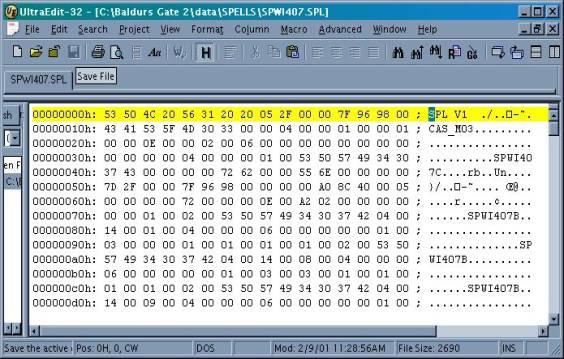 UltraEdit-32 - [C:\Baldurs Gate 2\data\SPELLS\SPWI407.SPL]
File Edit Search Project View Format Column Macro Advanced Window Help
SPWI407.SPL Save File
00000000h: 53 50 4C 20 56 31 20 20 05 2F 00 00 7F 96 98 00 ; SPL V1 ./..□-˜.
00000010h: 43 41 53 5F 4D 30 33 00 00 04 00 00 01 00 00 01 CAS_M03.........
00000020h: 00 00 0E 00 00 02 00 06 00 00 00 00 00 00 00 00 ; ................
00000030h: 00 00 00 00 04 00 00 00 01 00 53 50 57 49 34 30 ; ..........SPWI40
00000040h: 37 43 00 00 00 00 72 62 00 00 55 6E 00 00 00 00 ; 7C....rb..Un....
00000050h: 7D 2F 00 00 7F 96 98 00 00 00 00 00 A0 8C 40 00 00 05 ; }/..□-˜.... Œ@..
00000060h: 00 00 00 00 00 72 00 00 00 0E 00 A2 02 00 00 00 00 ; ....r.....¢.....
00000070h: 00 00 01 00 02 00 53 50 57 49 34 30 37 42 04 00 ; ......SPWI407B..
00000080h: 14 00 01 00 04 00 00 00 06 00 00 00 00 00 01 00 ; ................
00000090h: 03 00 00 00 01 00 01 00 01 00 01 00 02 00 53 50 ; ..............SP
000000a0h: 57 49 34 30 37 42 04 00 14 00 08 00 04 00 00 00 ; WI407B..........
000000b0h: 06 00 00 00 00 00 01 00 03 00 03 00 01 00 01 00 ; ................
000000c0h: 01 00 01 00 02 00 53 50 57 49 34 30 37 42 04 00 ; ......SPWI407B..
000000d0h: 14 00 09 00 04 00 00 00 06 00 00 00 00 00 01 00 ; ................
Save the active Pos: 0H, 0, CW DOS Mod: 2/9/01 11:28:56AM File Size: 2690 INS